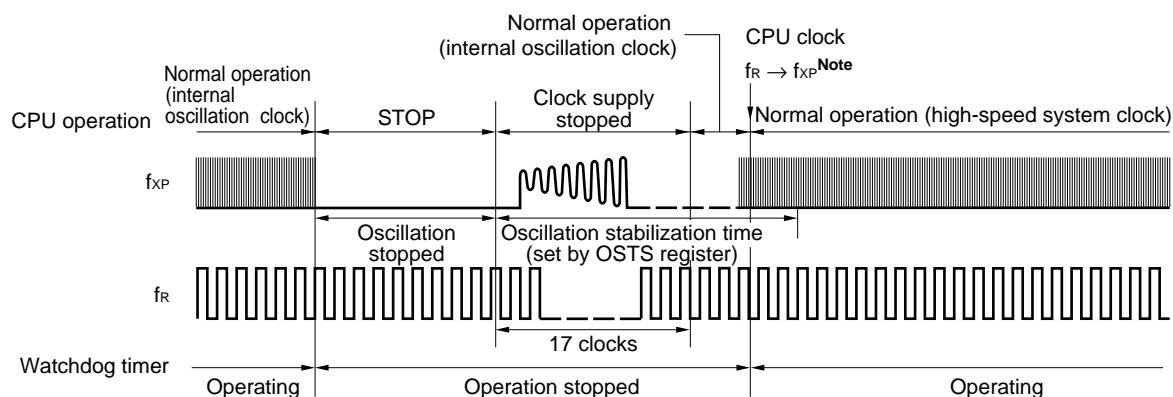 Normal operation
(internal oscillation clock)
CPU clock
fR → fXPNote
Normal operation
(internal
oscillation clock)
CPU operation
STOP
Clock supply
stopped
Normal operation (high-speed system clock)
fXP
Oscillation
stopped
Oscillation stabilization time
(set by OSTS register)
fR
17 clocks
Watchdog timer
Operating
Operation stopped
Operating